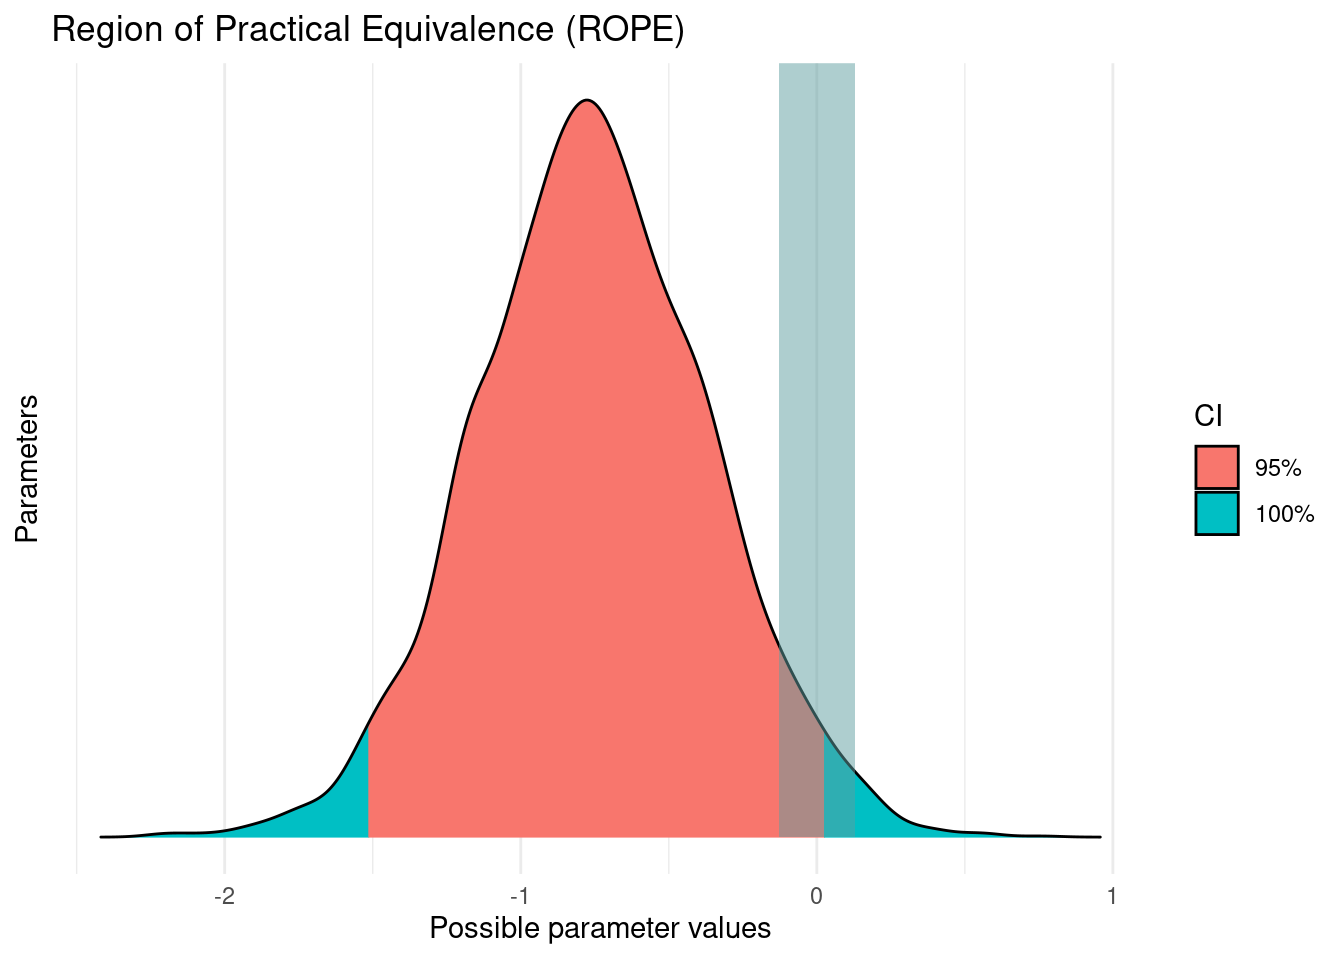 Region of Practical Equivalence (ROPE)
Parameters
CI
95%
100%
-2
-1
0
1
Possible parameter values